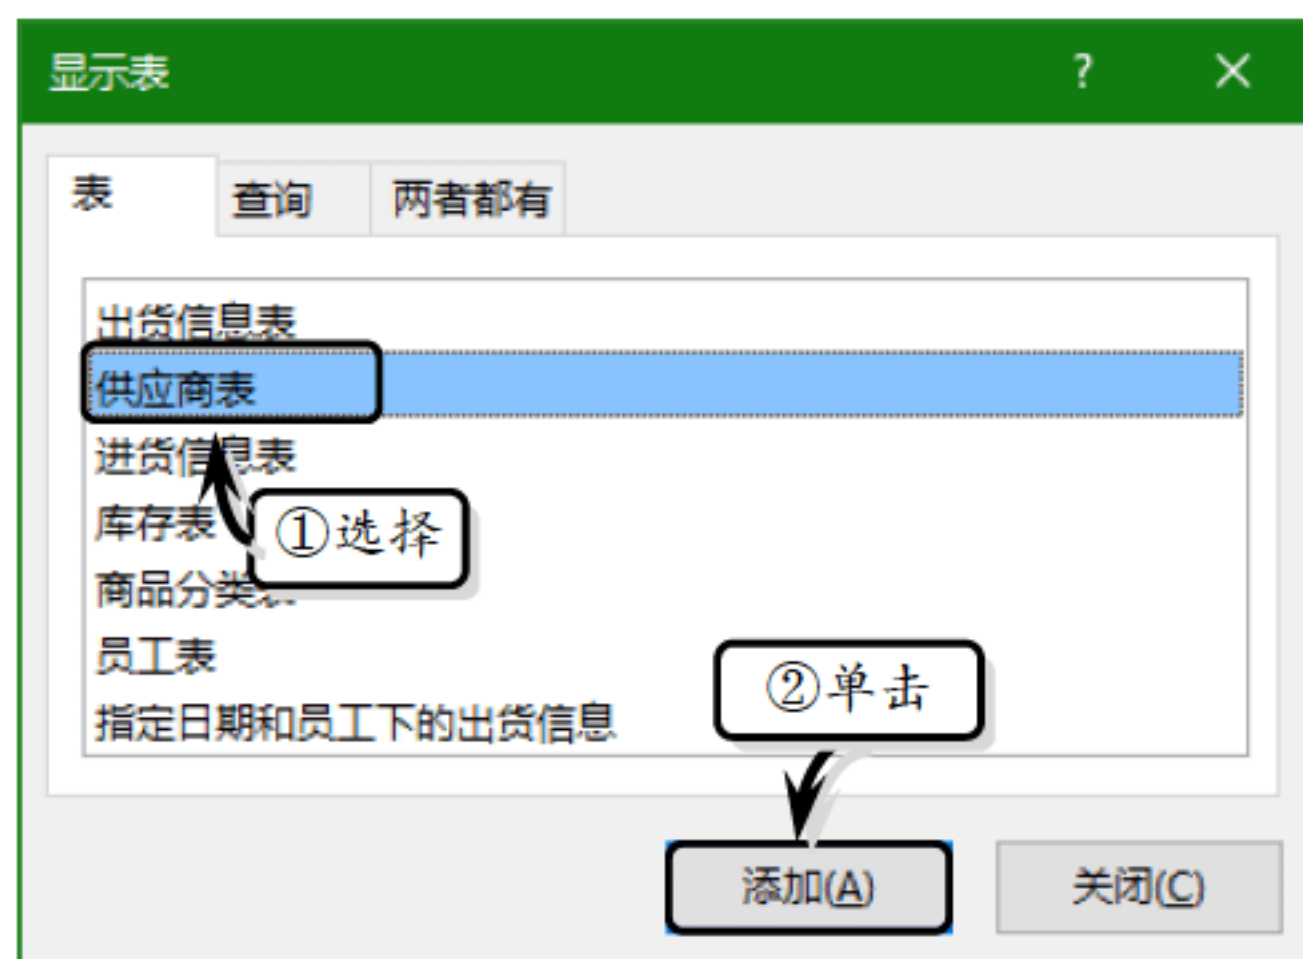 显示表
?
表 查询 两者都有
出货信息表
供应商表
进货信息表
库存表
①选择
商品分类表
员工表
②单击
指定日期和员工下的出货信息
添加(A) 关闭(C)